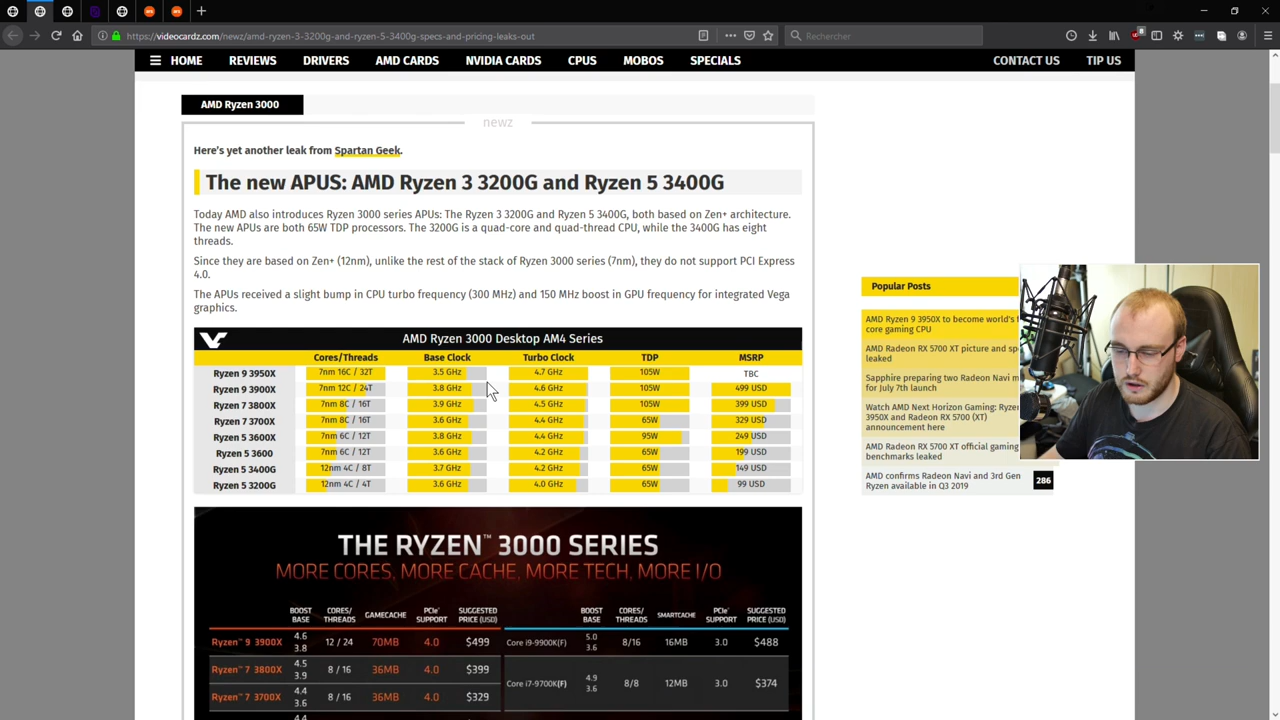 https://videocardz.com/newz/amd-ryzen-3-3200g-and-ryzen-5-3400g-specs-and-pricing-leaks-out
Rechercher
8
HOME REVIEWS DRIVERS AMD CARDS NVIDIA CARDS CPUS MOBOS SPECIALS CONTACT US TIP US
AMD Ryzen 3000
newz
Here's yet another leak from Spartan Geek.
The new APUS: AMD Ryzen 3 3200G and Ryzen 5 3400G
Today AMD also introduces Ryzen 3000 series APUs: The Ryzen 3 3200G and Ryzen 5 3400G, both based on Zen+ architecture.
The new APUs are both 65W TDP processors. The 3200G is a quad-core and quad-thread CPU, while the 3400G has eight
threads.
Since they are based on Zen+ (12nm), unlike the rest of the stack of Ryzen 3000 series (7nm), they do not support PCI Express
4.0.
The APUs received a slight bump in CPU turbo frequency (300 MHz) and 150 MHz boost in GPU frequency for integrated Vega
graphics.
AMD Ryzen 3000 Desktop AM4 Series
Cores/Threads Base Clock Turbo Clock TDP MSRP
Ryzen 9 3950X 7nm 16C / 32T 3.5 GHz 4.7 GHz 105W TBC
Ryzen 9 3900X 7nm 12C / 24T 3.8 GHz 4.6 GHz 105W 499 USD
Ryzen 7 3800X 7nm 8C / 16T 3.9 GHz 4.5 GHz 105W 399 USD
Ryzen 7 3700X 7nm 8C / 16T 3.6 GHz 4.4 GHz 65W 329 USD
Ryzen 5 3600X 7nm 6C / 12T 3.8 GHz 4.4 GHz 95W 249 USD
Ryzen 5 3600 7nm 6C / 12T 3.6 GHz 4.2 GHz 65W 199 USD
Ryzen 5 3400G 12nm 4C / 8T 3.7 GHz 4.2 GHz 65W 149 USD
Ryzen 5 3200G 12nm 4C / 4T 3.6 GHz 4.0 GHz 65W 99 USD
THE RYZEN™ 3000 SERIES
MORE CORES, MORE CACHE, MORE TECH, MORE I/O
BOOST BASE CORES/ THREADS GAMECACHE PCIe® SUPPORT SUGGESTED PRICE (USD) BOOST BASE CORES/ THREADS SMARTCACHE PCIe® SUPPORT SUGGESTED PRICE (USD)
Ryzen™ 9 3900X 4.6 3.8 12 / 24 70MB 4.0 $499 Core i9-9900K(F) 5.0 3.6 8/16 16MB 3.0 $488
Ryzen™ 7 3800X 4.5 3.9 8 / 16 36MB 4.0 $399
Core i7-9700K(F) 4.9 3.6 8/8 12MB 3.0 $374
Ryzen™ 7 3700X 4.4 3.6 8 / 16 36MB 4.0 $329
4.4
Popular Posts
AMD Ryzen 9 3950X to become world's
core gaming CPU
AMD Radeon RX 5700 XT picture and
leaked
Sapphire preparing two Radeon Navi
for July 7th launch
Watch AMD Next Horizon Gaming:
3950X and Radeon RX 5700 (XT)
announcement here
AMD Radeon RX 5700 XT official gaming
benchmarks leaked
AMD confirms Radeon Navi and 3rd Gen
Ryzen available in Q3 2019
286